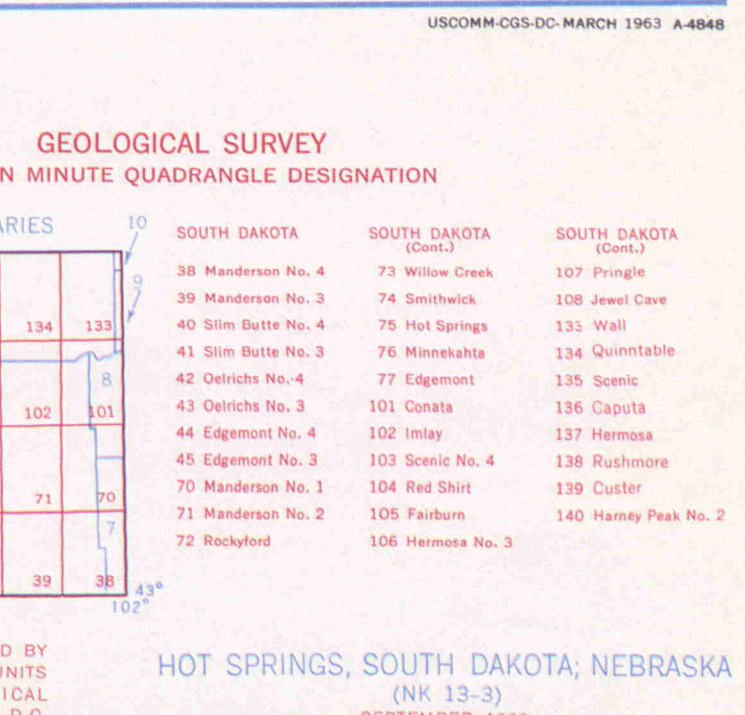 USCOMM-CGS-DC-MARCH 1963 A-4848
GEOLOGICAL SURVEY
N MINUTE QUADRANGLE DESIGNATION
ARIES
10
9
134 133
8
102 101
71 70
7
39 38
43°
102°
SOUTH DAKOTA
38 Manderson No. 4
39 Manderson No. 3
40 Slim Butte No. 4
41 Slim Butte No. 3
42 Oelrichs No. 4
43 Oelrichs No. 3
44 Edgemont No. 4
45 Edgemont No. 3
70 Manderson No. 1
71 Manderson No. 2
72 Rockyford
SOUTH DAKOTA
(Cont.)
73 Willow Creek
74 Smithwick
75 Hot Springs
76 Minnekahta
77 Edgemont
101 Conata
102 Imlay
103 Scenic No. 4
104 Red Shirt
105 Fairburn
106 Hermosa No. 3
SOUTH DAKOTA
(Cont.)
107 Pringle
108 Jewel Cave
133 Wall
134 Quinntable
135 Scenic
136 Caputa
137 Hermosa
138 Rushmore
139 Custer
140 Harney Peak No. 2
D BY
UNITS
ICAL
D.C.
HOT SPRINGS, SOUTH DAKOTA; NEBRASKA
(NK 13-3)